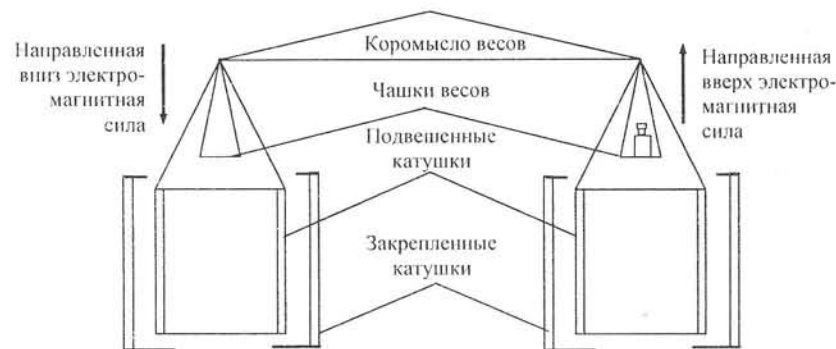 Направленная
вниз электро-
магнитная
сила
Коромысло весов
Чашки весов
Подвешенные
катушки
Закрепленные
катушки
Направленная
вверх электро-
магнитная
сила